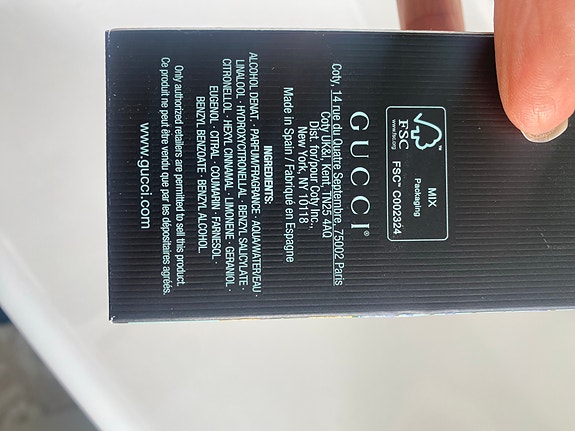 FSC™
www.fsc.org
MIX
Packaging
FSC™ C002324
GUCCI®
Coty, 14 rue du Quatre Septembre, 75002 Paris
Coty UK&I, Kent, TN25 4AQ
Dist. for/pour Coty Inc.,
New York, NY 10118
Made in Spain / Fabriqué en Espagne
INGREDIENTS:
ALCOHOL DENAT. · PARFUM/FRAGRANCE · AQUA/WATER/EAU ·
LINALOOL · HYDROXYCITRONELLAL · BENZYL SALICYLATE ·
CITRONELLOL · HEXYL CINNAMAL · LIMONENE · GERANIOL ·
EUGENOL · CITRAL · COUMARIN · FARNESOL ·
BENZYL BENZOATE · BENZYL ALCOHOL.
Only authorized retailers are permitted to sell this product.
Ce produit ne peut être vendu que par les dépositaires agréés.
www.gucci.com